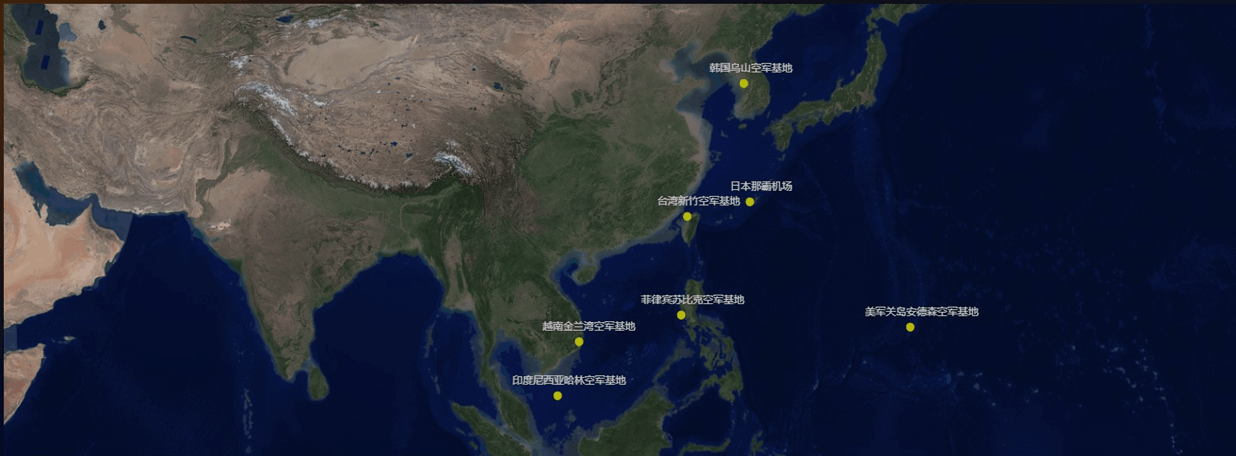 韩国乌山空军基地
日本那霸机场
台湾新竹空军基地
菲律宾苏比克空军基地
美军关岛安德森空军基地
越南金兰湾空军基地
印度尼西亚哈林空军基地